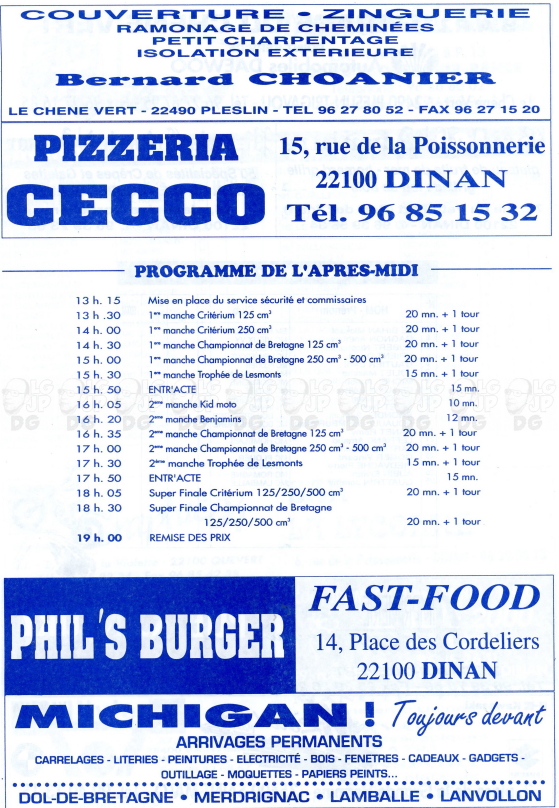 COUVERTURE • ZINGUERIE
RAMONAGE DE CHEMINÉES
PETIT CHARPENTAGE
ISOLATION EXTERIEURE
Bernard CHOANIER
LE CHENE VERT - 22490 PLESLIN - TEL 96 27 80 52 - FAX 96 27 15 20
PIZZERIA
CECCO
15, rue de la Poissonnerie
22100 DINAN
Tél. 96 85 15 32
PROGRAMME DE L'APRES-MIDI
13 h. 15 Mise en place du service sécurité et commissaires
13 h .30 1ère manche Critérium 125 cm³ 20 mn. + 1 tour
14 h. 00 1ère manche Critérium 250 cm³ 20 mn. + 1 tour
14 h. 30 1ère manche Championnat de Bretagne 125 cm³ 20 mn. + 1 tour
15 h. 00 1ère manche Championnat de Bretagne 250 cm³ - 500 cm³ 20 mn. + 1 tour
15 h. 30 1ère manche Trophée de Lesmonts 15 mn. + 1 tour
15 h. 50 ENTR'ACTE 15 mn.
16 h. 05 2ème manche Kid moto 10 mn.
16 h. 20 2ème manche Benjamins 12 mn.
16 h. 35 2ème manche Championnat de Bretagne 125 cm³ 20 mn. + 1 tour
17 h. 00 2ème manche Championnat de Bretagne 250 cm³ - 500 cm³ 20 mn. + 1 tour
17 h. 30 2ème manche Trophée de Lesmonts 15 mn. + 1 tour
17 h. 50 ENTR'ACTE 15 mn.
18 h. 05 Super Finale Critérium 125/250/500 cm³ 20 mn. + 1 tour
18 h. 30 Super Finale Championnat de Bretagne
125/250/500 cm³ 20 mn. + 1 tour
19 h. 00 REMISE DES PRIX
PHIL'S BURGER
FAST-FOOD
14, Place des Cordeliers
22100 DINAN
MICHIGAN ! Toujours devant
ARRIVAGES PERMANENTS
CARRELAGES - LITERIES - PEINTURES - ELECTRICITÉ - BOIS - FENETRES - CADEAUX - GADGETS -
OUTILLAGE - MOQUETTES - PAPIERS PEINTS...
DOL-DE-BRETAGNE • MERDRIGNAC • LAMBALLE • LANVOLLON